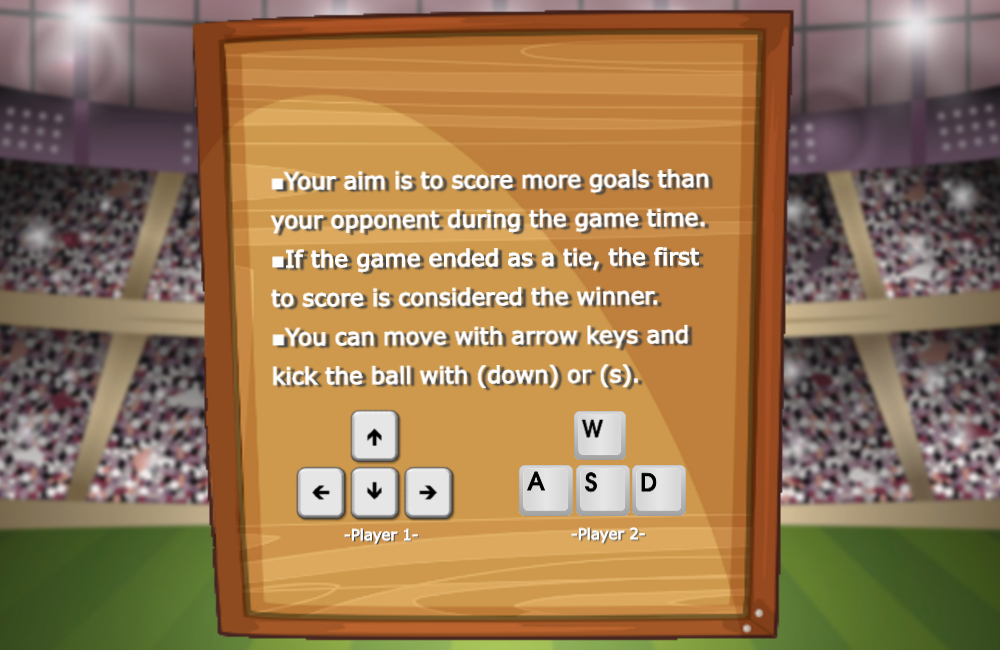 ▪Your aim is to score more goals than
your opponent during the game time.
▪If the game ended as a tie, the first
to score is considered the winner.
▪You can move with arrow keys and
kick the ball with (down) or (s).
↑ W
← ↓ → A S D
-Player 1- -Player 2-